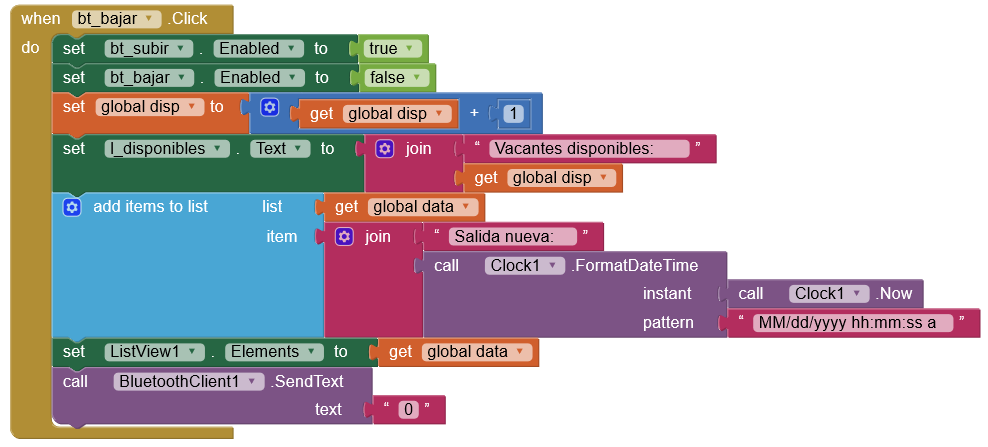 when bt_bajar .Click
do set bt_subir . Enabled to true
set bt_bajar . Enabled to false
set global disp to get global disp + 1
set l_disponibles . Text to join “ Vacantes disponibles: ”
get global disp
add items to list list get global data
item join “ Salida nueva: ”
call Clock1 .FormatDateTime
instant call Clock1 .Now
pattern “ MM/dd/yyyy hh:mm:ss a ”
set ListView1 . Elements to get global data
call BluetoothClient1 .SendText
text “ 0 ”